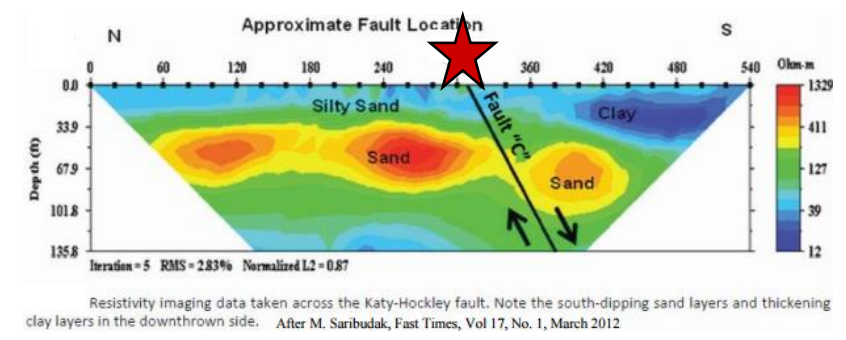 Approximate Fault Location
N S
0 60 120 180 240 360 420 480 540 Ohm-m
0.0 1329
Silty Sand Fault "C" Clay
33.9 411
Sand
67.9 127
Sand
Depth (ft)
101.8 39
135.8 12
Iteration = 5 RMS = 2.83% Normalized L2 = 0.87
Resistivity imaging data taken across the Katy-Hockley fault. Note the south-dipping sand layers and thickening
clay layers in the downthrown side. After M. Saribudak, Fast Times, Vol 17, No. 1, March 2012